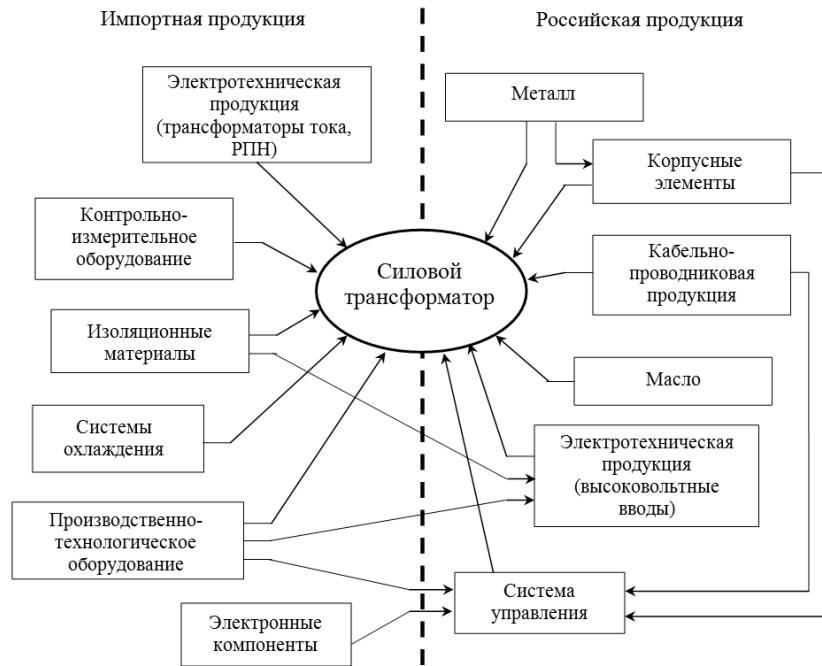 Импортная продукция
Российская продукция
Электротехническая
продукция
(трансформаторы тока,
РПН)
Металл
Корпусные
элементы
Контрольно-
измерительное
оборудование
Силовой
трансформатор
Кабельно-
проводниковая
продукция
Изоляционные
материалы
Масло
Системы
охлаждения
Электротехническая
продукция
(высоковольтные
вводы)
Производственно-
технологическое
оборудование
Система
управления
Электронные
компоненты